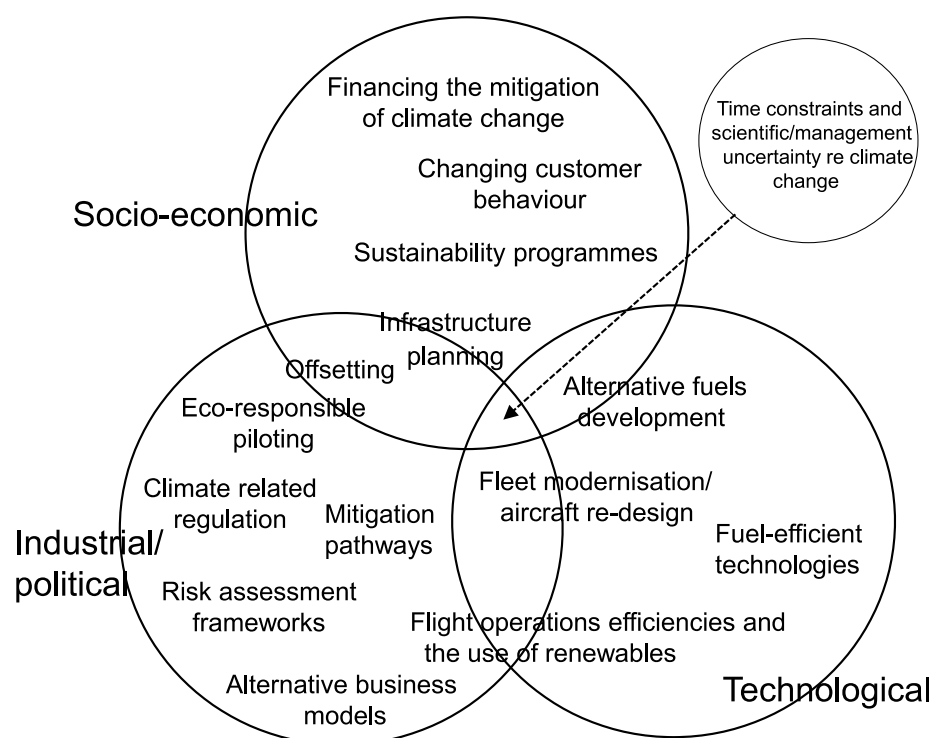 Financing the mitigation
of climate change
Time constraints and
scientific/management
uncertainty re climate
change
Changing customer
behaviour
Socio-economic
Sustainability programmes
Infrastructure
planning
Offsetting
Alternative fuels
development
Eco-responsible
piloting
Climate related
regulation
Mitigation
pathways
Fleet modernisation/
aircraft re-design
Fuel-efficient
technologies
Industrial/
political
Risk assessment
frameworks
Flight operations efficiencies and
the use of renewables
Alternative business
models
Technological